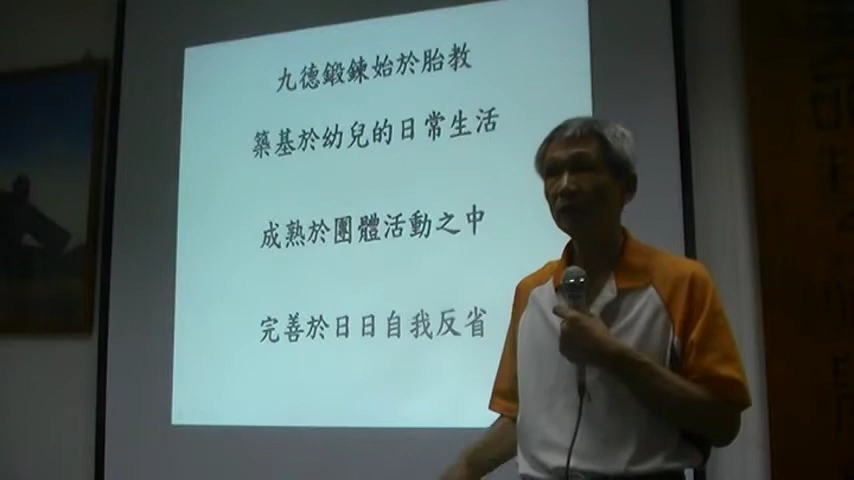 九德鍛鍊始於胎教
築基於幼兒的日常生活
成熟於團體活動之中
完善於日日自我反省